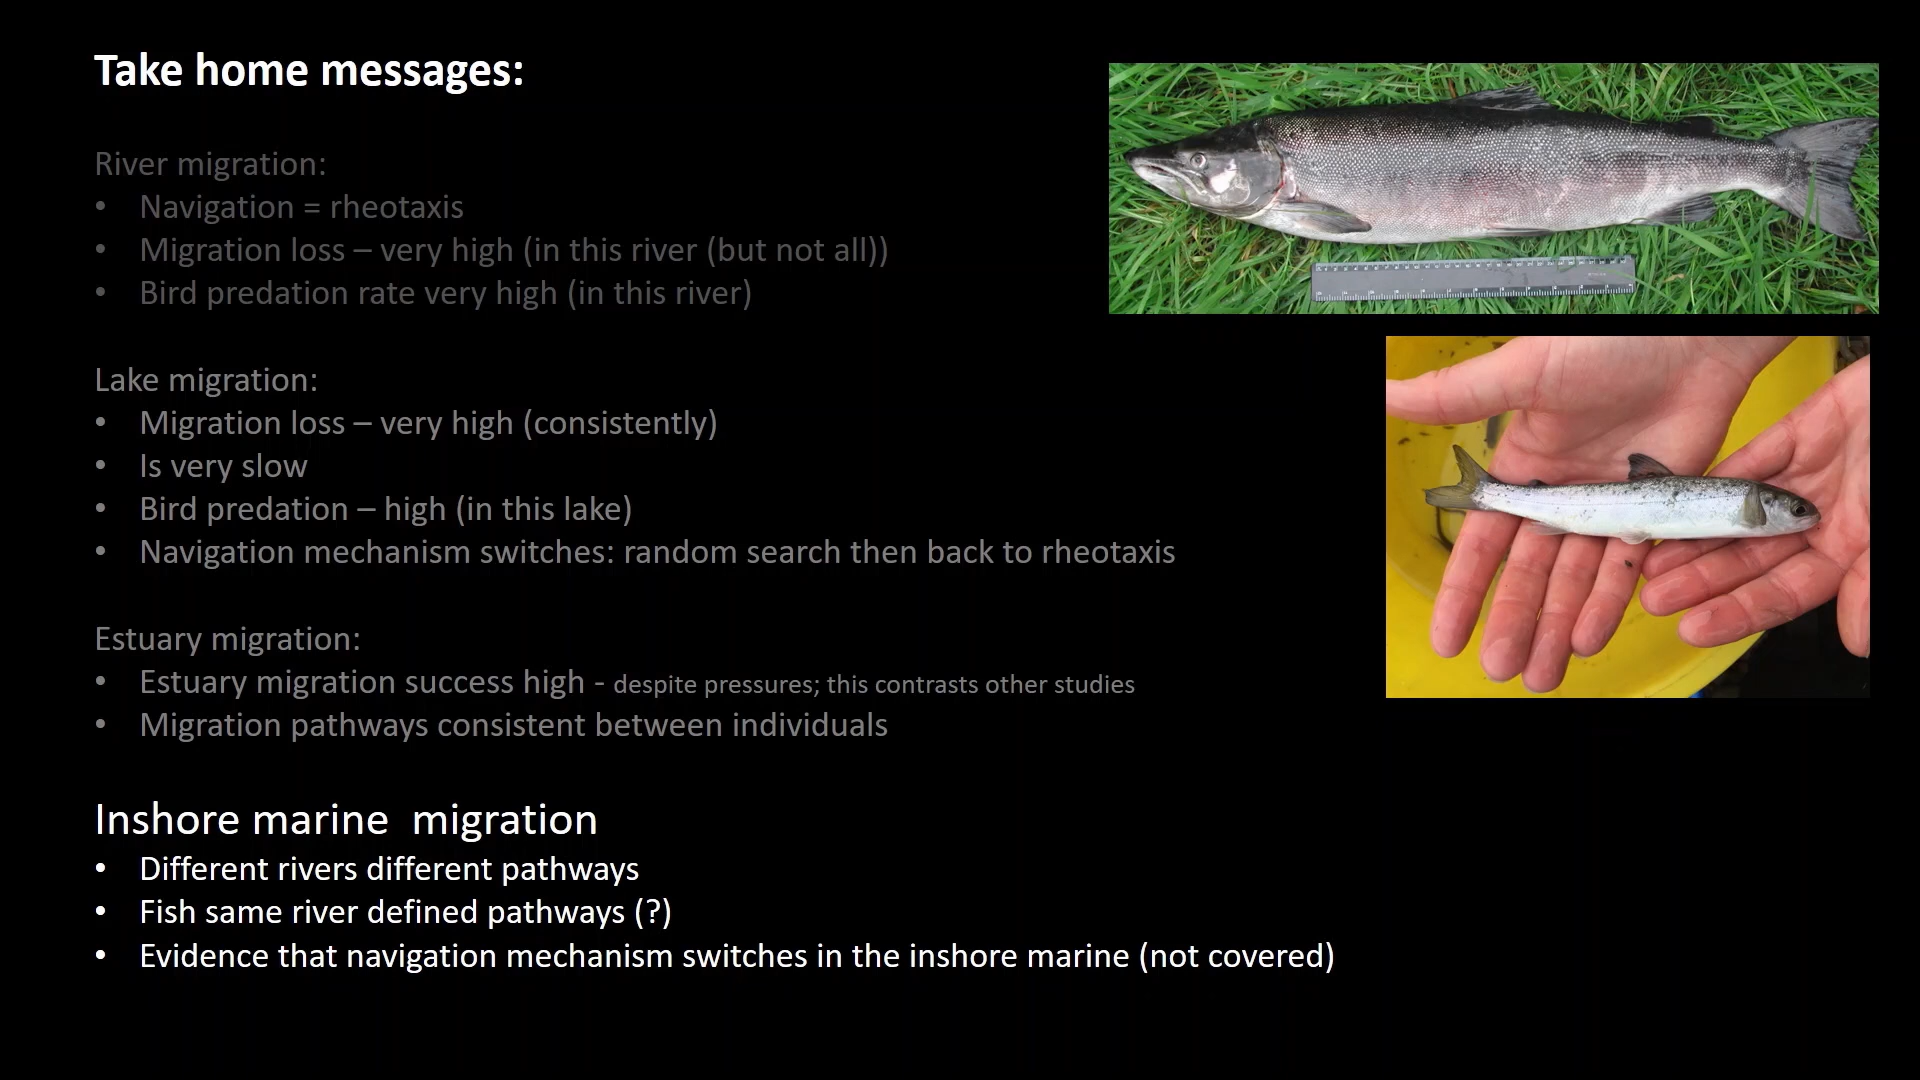 Take home messages:
River migration:
• Navigation = rheotaxis
• Migration loss – very high (in this river (but not all))
• Bird predation rate very high (in this river)
Lake migration:
• Migration loss – very high (consistently)
• Is very slow
• Bird predation – high (in this lake)
• Navigation mechanism switches: random search then back to rheotaxis
Estuary migration:
• Estuary migration success high - despite pressures; this contrasts other studies
• Migration pathways consistent between individuals
Inshore marine  migration
• Different rivers different pathways
• Fish same river defined pathways (?)
• Evidence that navigation mechanism switches in the inshore marine (not covered)